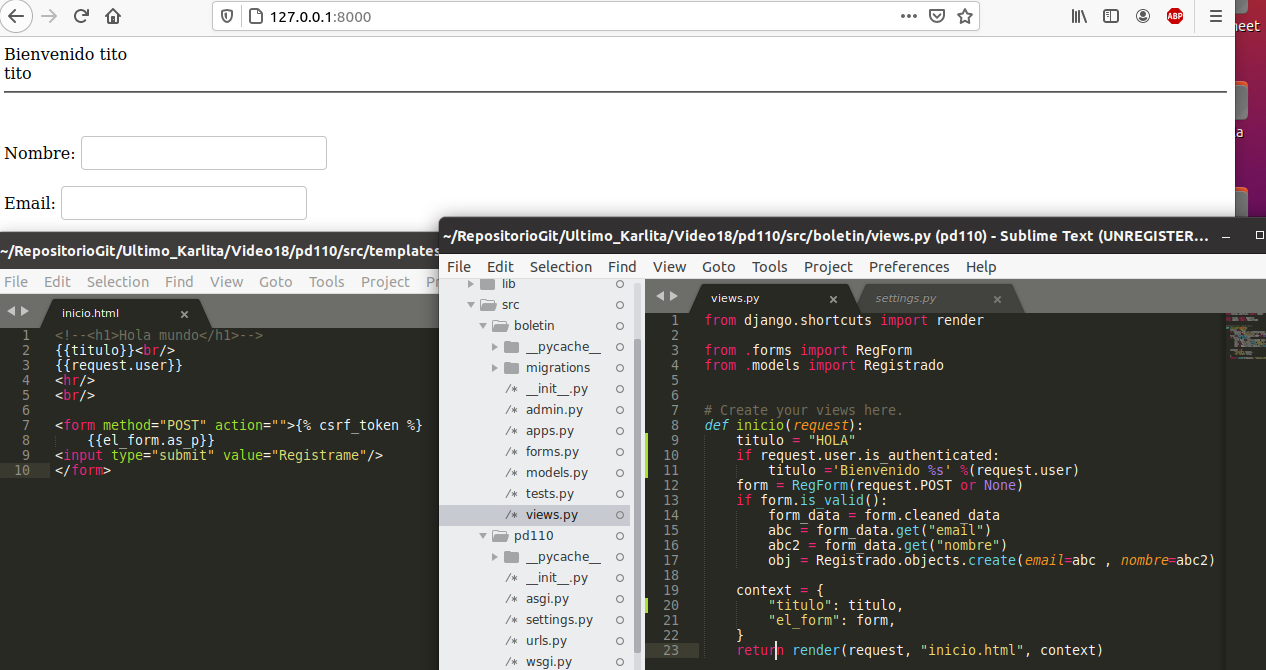 127.0.0.1:8000
ABP
Bienvenido tito
tito
Nombre:
Email:
~/RepositorioGit/Ultimo_Karlita/Video18/pd110/src/templates
File Edit Selection Find View Goto Tools Project Pr
inicio.html
1 <!--<h1>Hola mundo</h1>-->
2 {{titulo}}<br/>
3 {{request.user}}
4 <hr/>
5 <br/>
6
7 <form method="POST" action="">{% csrf_token %}
8     {{el_form.as_p}}
9 <input type="submit" value="Registrame"/>
10 </form>
~/RepositorioGit/Ultimo_Karlita/Video18/pd110/src/boletin/views.py (pd110) - Sublime Text (UNREGISTER...
File Edit Selection Find View Goto Tools Project Preferences Help
lib
src
boletin
__pycache__
migrations
/* __init__.py
/* admin.py
/* apps.py
/* forms.py
/* models.py
/* tests.py
/* views.py
pd110
__pycache__
/* __init__.py
/* asgi.py
/* settings.py
/* urls.py
/* wsgi.py
views.py settings.py
1 from django.shortcuts import render
2
3 from .forms import RegForm
4 from .models import Registrado
5
6
7 # Create your views here.
8 def inicio(request):
9     titulo = "HOLA"
10     if request.user.is_authenticated:
11         titulo ='Bienvenido %s' %(request.user)
12     form = RegForm(request.POST or None)
13     if form.is_valid():
14         form_data = form.cleaned_data
15         abc = form_data.get("email")
16         abc2 = form_data.get("nombre")
17         obj = Registrado.objects.create(email=abc , nombre=abc2)
18
19     context = {
20         "titulo": titulo,
21         "el_form": form,
22     }
23     return render(request, "inicio.html", context)